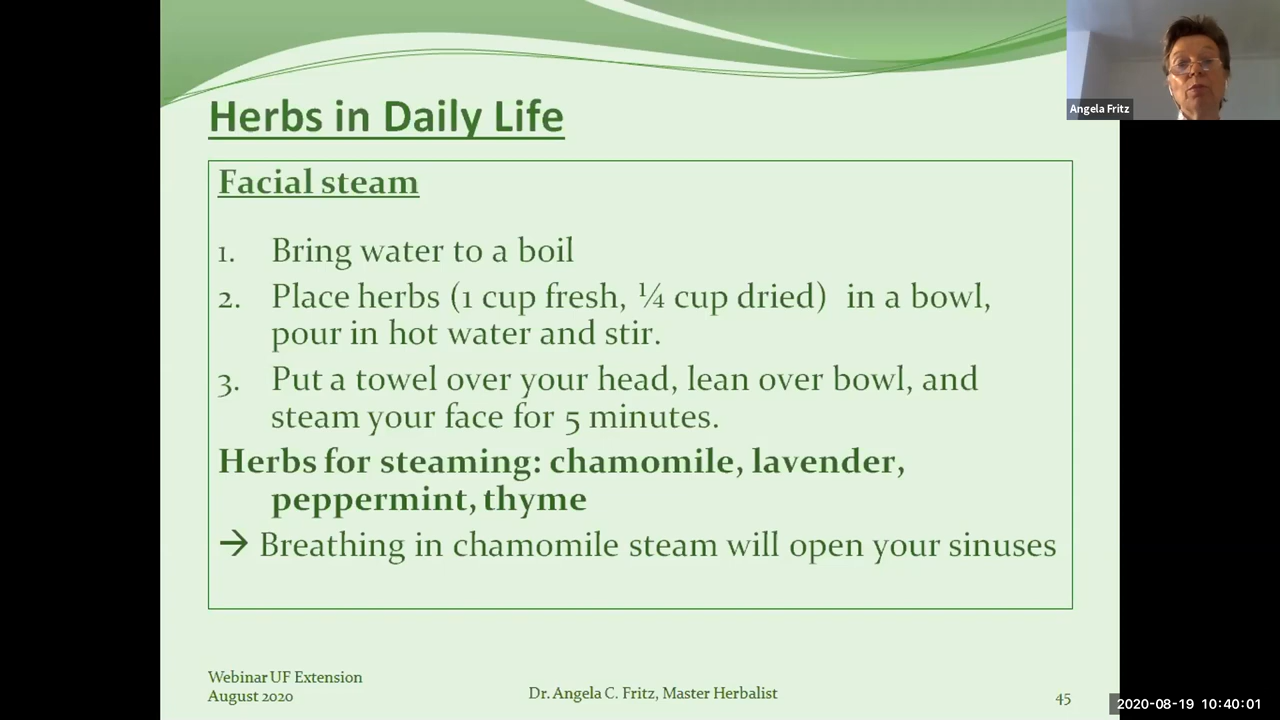 Herbs in Daily Life
Angela Fritz
Facial steam
1. Bring water to a boil
2. Place herbs (1 cup fresh, ¼ cup dried) in a bowl,
pour in hot water and stir.
3. Put a towel over your head, lean over bowl, and
steam your face for 5 minutes.
Herbs for steaming: chamomile, lavender,
peppermint, thyme
→ Breathing in chamomile steam will open your sinuses
Webinar UF Extension
August 2020
Dr. Angela C. Fritz, Master Herbalist
45
2020-08-19 10:40:01